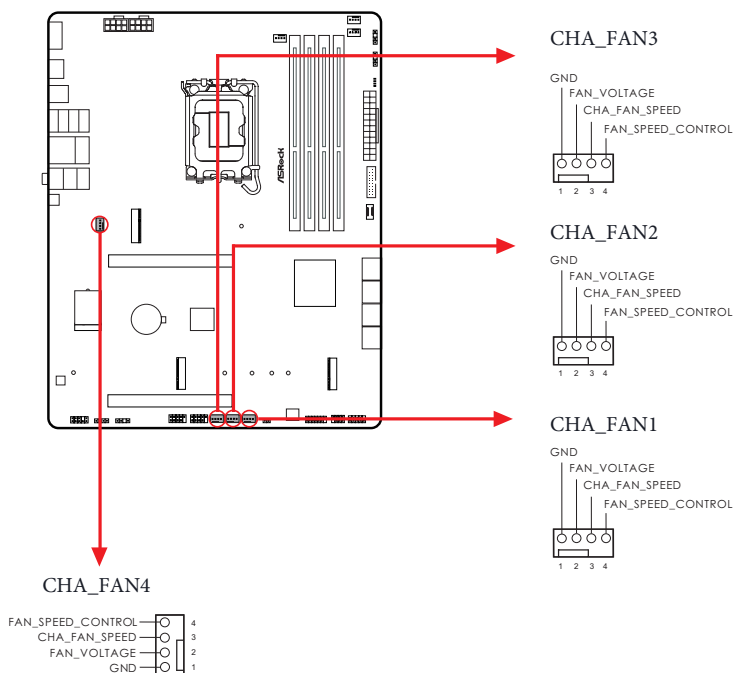 CHA_FAN3
GND
FAN_VOLTAGE
CHA_FAN_SPEED
FAN_SPEED_CONTROL
1 2 3 4
ASRock
CHA_FAN2
GND
FAN_VOLTAGE
CHA_FAN_SPEED
FAN_SPEED_CONTROL
1 2 3 4
CHA_FAN1
GND
FAN_VOLTAGE
CHA_FAN_SPEED
FAN_SPEED_CONTROL
1 2 3 4
CHA_FAN4
FAN_SPEED_CONTROL 4
CHA_FAN_SPEED 3
FAN_VOLTAGE 2
GND 1